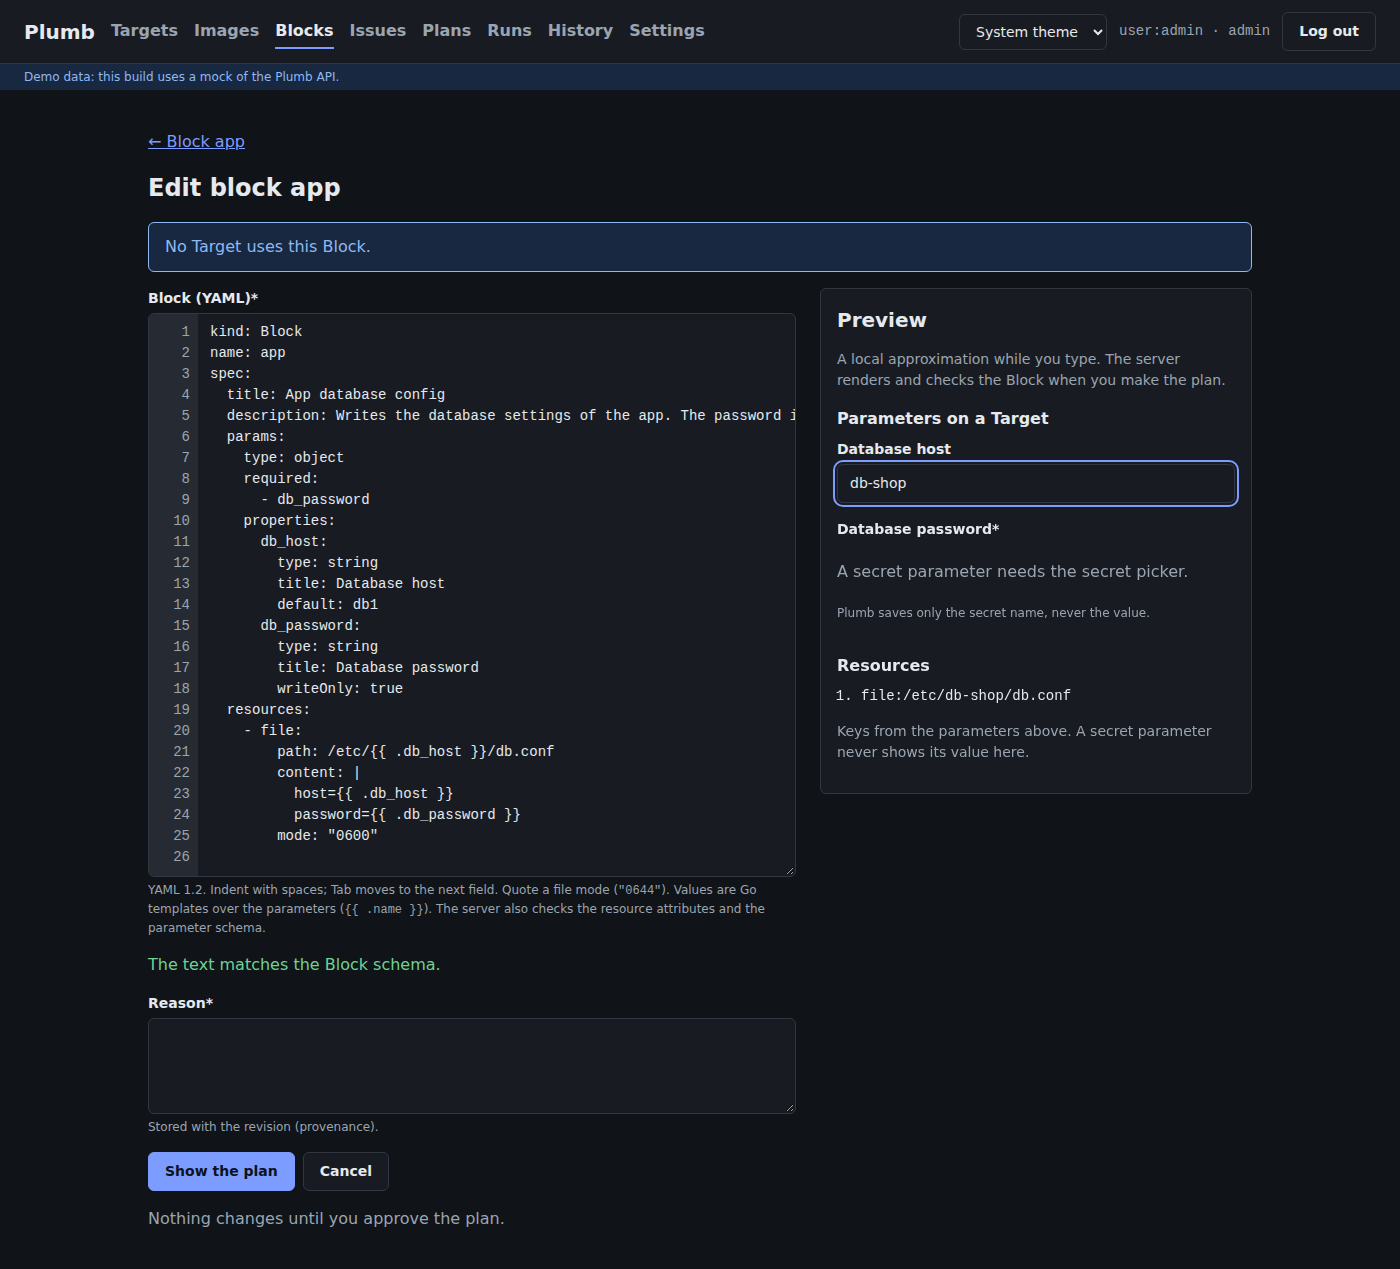 Plumb Targets Images Blocks Issues Plans Runs History Settings System theme user:admin · admin Log out
Demo data: this build uses a mock of the Plumb API.
← Block app
Edit block app
No Target uses this Block.
Block (YAML)*
1 kind: Block
2 name: app
3 spec:
4   title: App database config
5   description: Writes the database settings of the app. The password i
6   params:
7     type: object
8     required:
9       - db_password
10     properties:
11       db_host:
12         type: string
13         title: Database host
14         default: db1
15       db_password:
16         type: string
17         title: Database password
18         writeOnly: true
19   resources:
20     - file:
21         path: /etc/{{ .db_host }}/db.conf
22         content: |
23           host={{ .db_host }}
24           password={{ .db_password }}
25         mode: "0600"
26
YAML 1.2. Indent with spaces; Tab moves to the next field. Quote a file mode ("0644"). Values are Go
templates over the parameters ({{ .name }}). The server also checks the resource attributes and the
parameter schema.
The text matches the Block schema.
Reason*
Stored with the revision (provenance).
Show the plan Cancel
Nothing changes until you approve the plan.
Preview
A local approximation while you type. The server
renders and checks the Block when you make the plan.
Parameters on a Target
Database host
db-shop
Database password*
A secret parameter needs the secret picker.
Plumb saves only the secret name, never the value.
Resources
1. file:/etc/db-shop/db.conf
Keys from the parameters above. A secret parameter
never shows its value here.